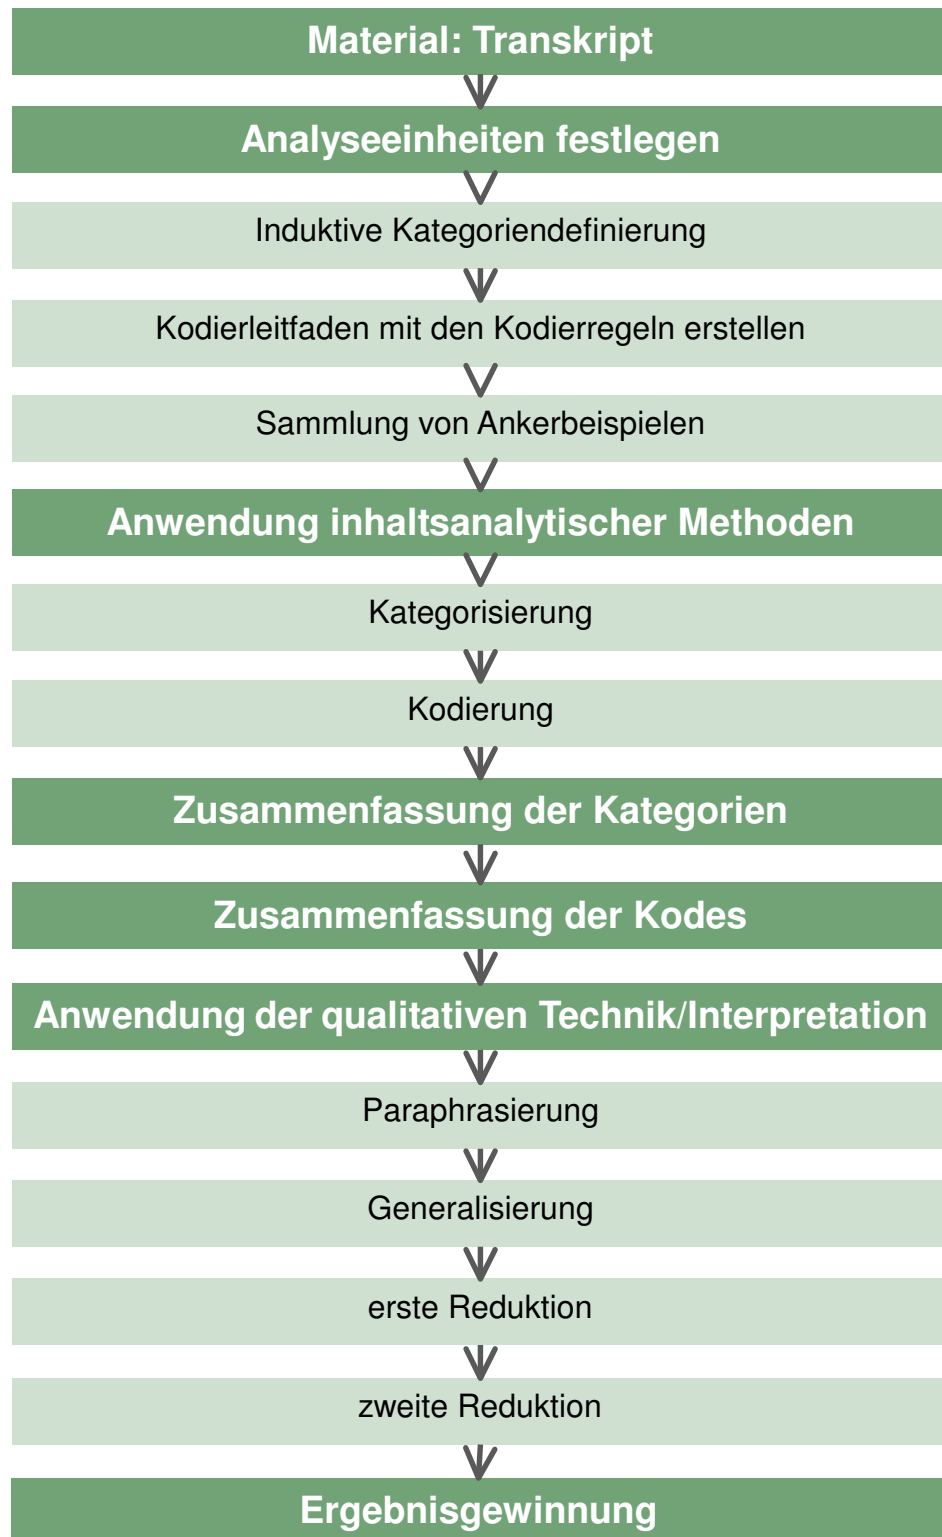 Material: Transkript
Analyseeinheiten festlegen
Induktive Kategoriendefinierung
Kodierleitfaden mit den Kodierregeln erstellen
Sammlung von Ankerbeispielen
Anwendung inhaltsanalytischer Methoden
Kategorisierung
Kodierung
Zusammenfassung der Kategorien
Zusammenfassung der Kodes
Anwendung der qualitativen Technik/Interpretation
Paraphrasierung
Generalisierung
erste Reduktion
zweite Reduktion
Ergebnisgewinnung